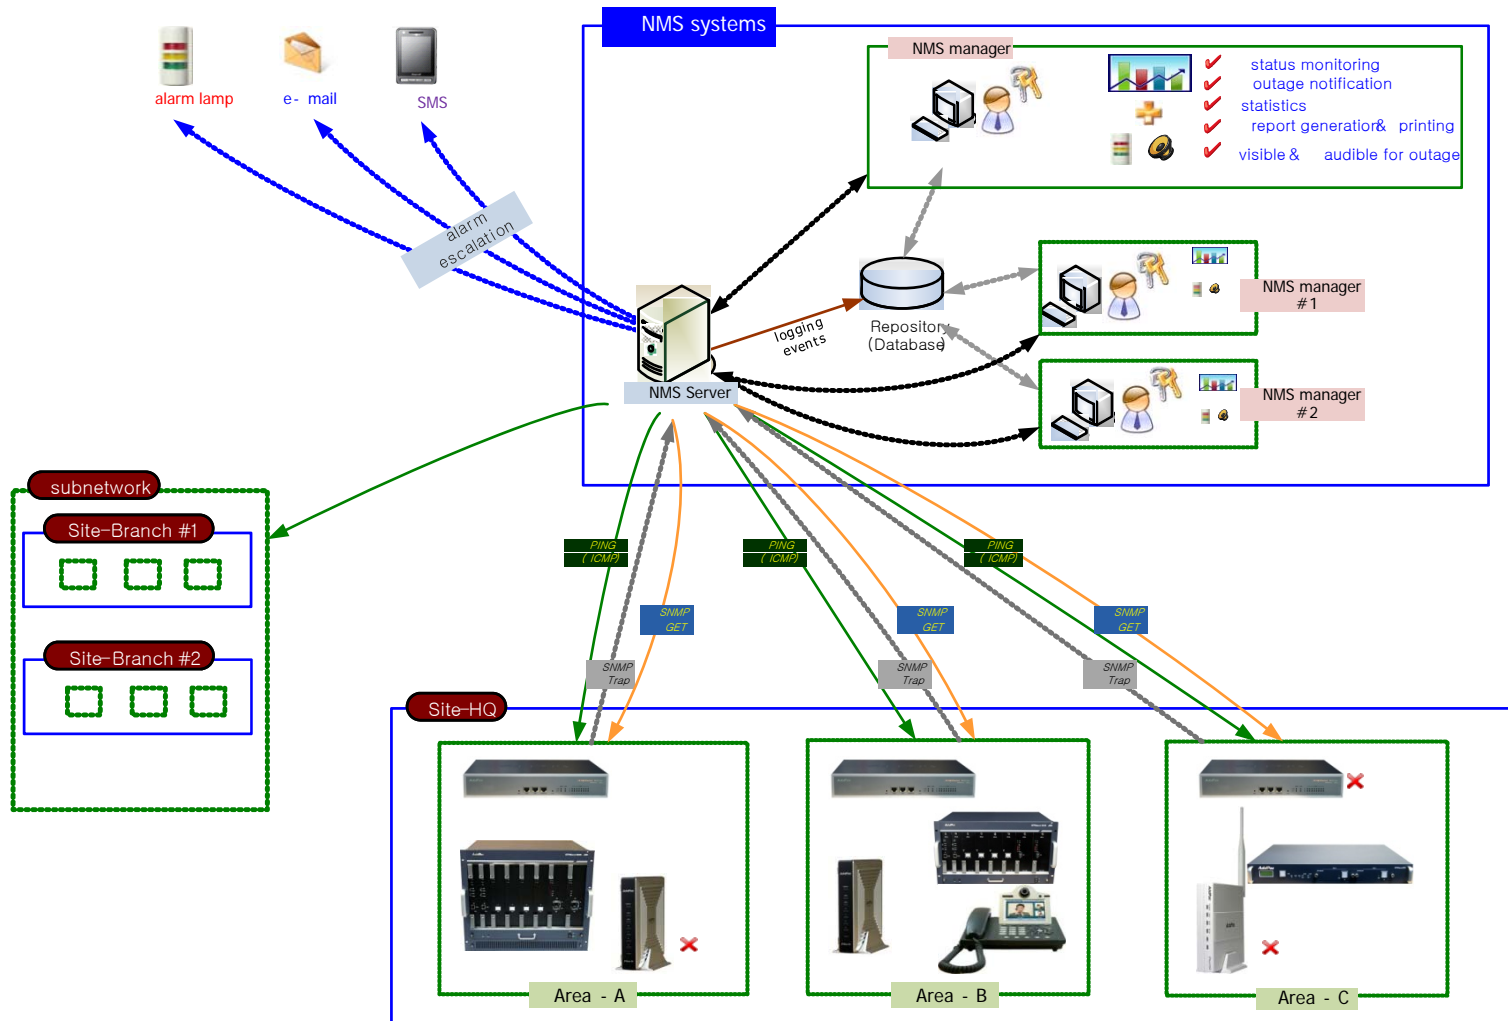 NMS systems
NMS manager
status monitoring
outage notification
statistics
report generation& printing
visible & audible for outage
alarm lamp
e- mail
SMS
alarm
escalation
NMS manager
#1
Repository
(Database)
logging
events
NMS Server
NMS manager
#2
subnetwork
Site-Branch #1
Site-Branch #2
PING
( ICMP)
PING
( ICMP)
PING
( ICMP)
SNMP
GET
SNMP
GET
SNMP
GET
SNMP
Trap
SNMP
Trap
SNMP
Trap
Site-HQ
Area - A
Area - B
Area - C